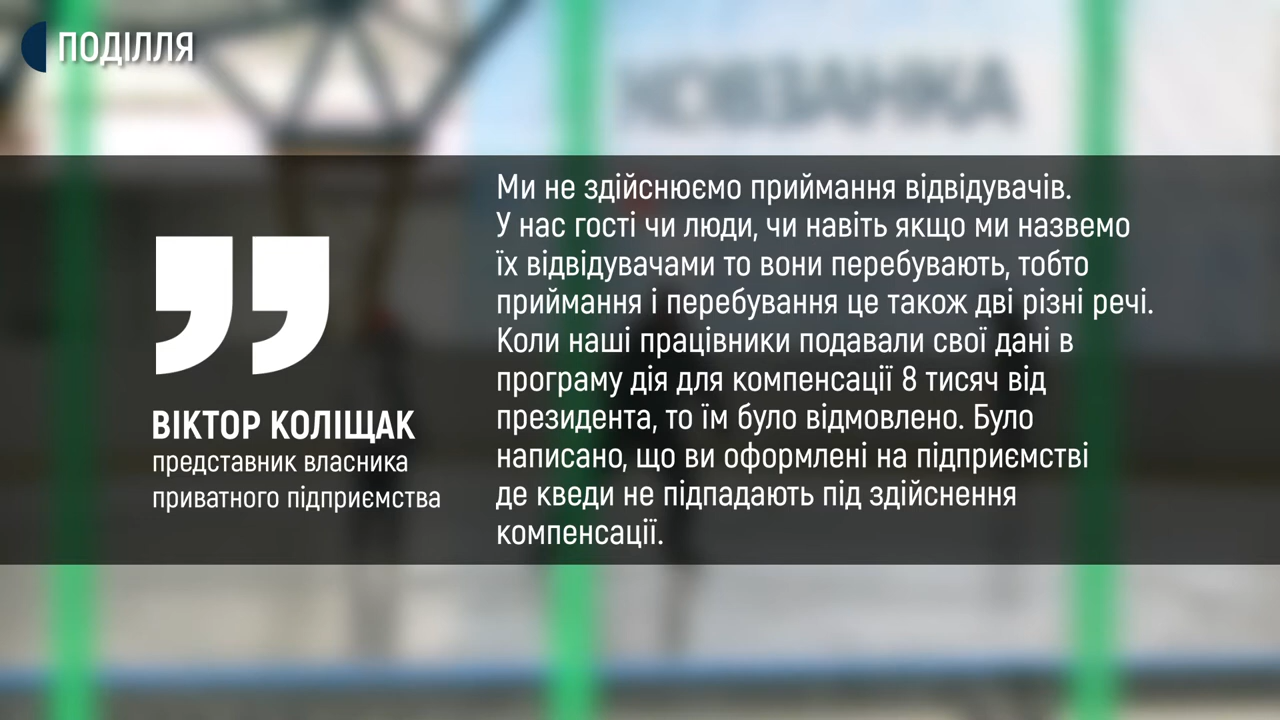 ПОДІЛЛЯ
КОВЗАНКА
Ми не здійснюємо приймання відвідувачів.
У нас гості чи люди, чи навіть якщо ми назвемо
їх відвідувачами то вони перебувають, тобто
приймання і перебування це також дві різні речі.
Коли наші працівники подавали свої дані в
програму дія для компенсації 8 тисяч від
президента, то їм було відмовлено. Було
написано, що ви оформлені на підприємстві
де кведи не підпадають під здійснення
компенсації.
ВІКТОР КОЛІЩАК
представник власника
приватного підприємства